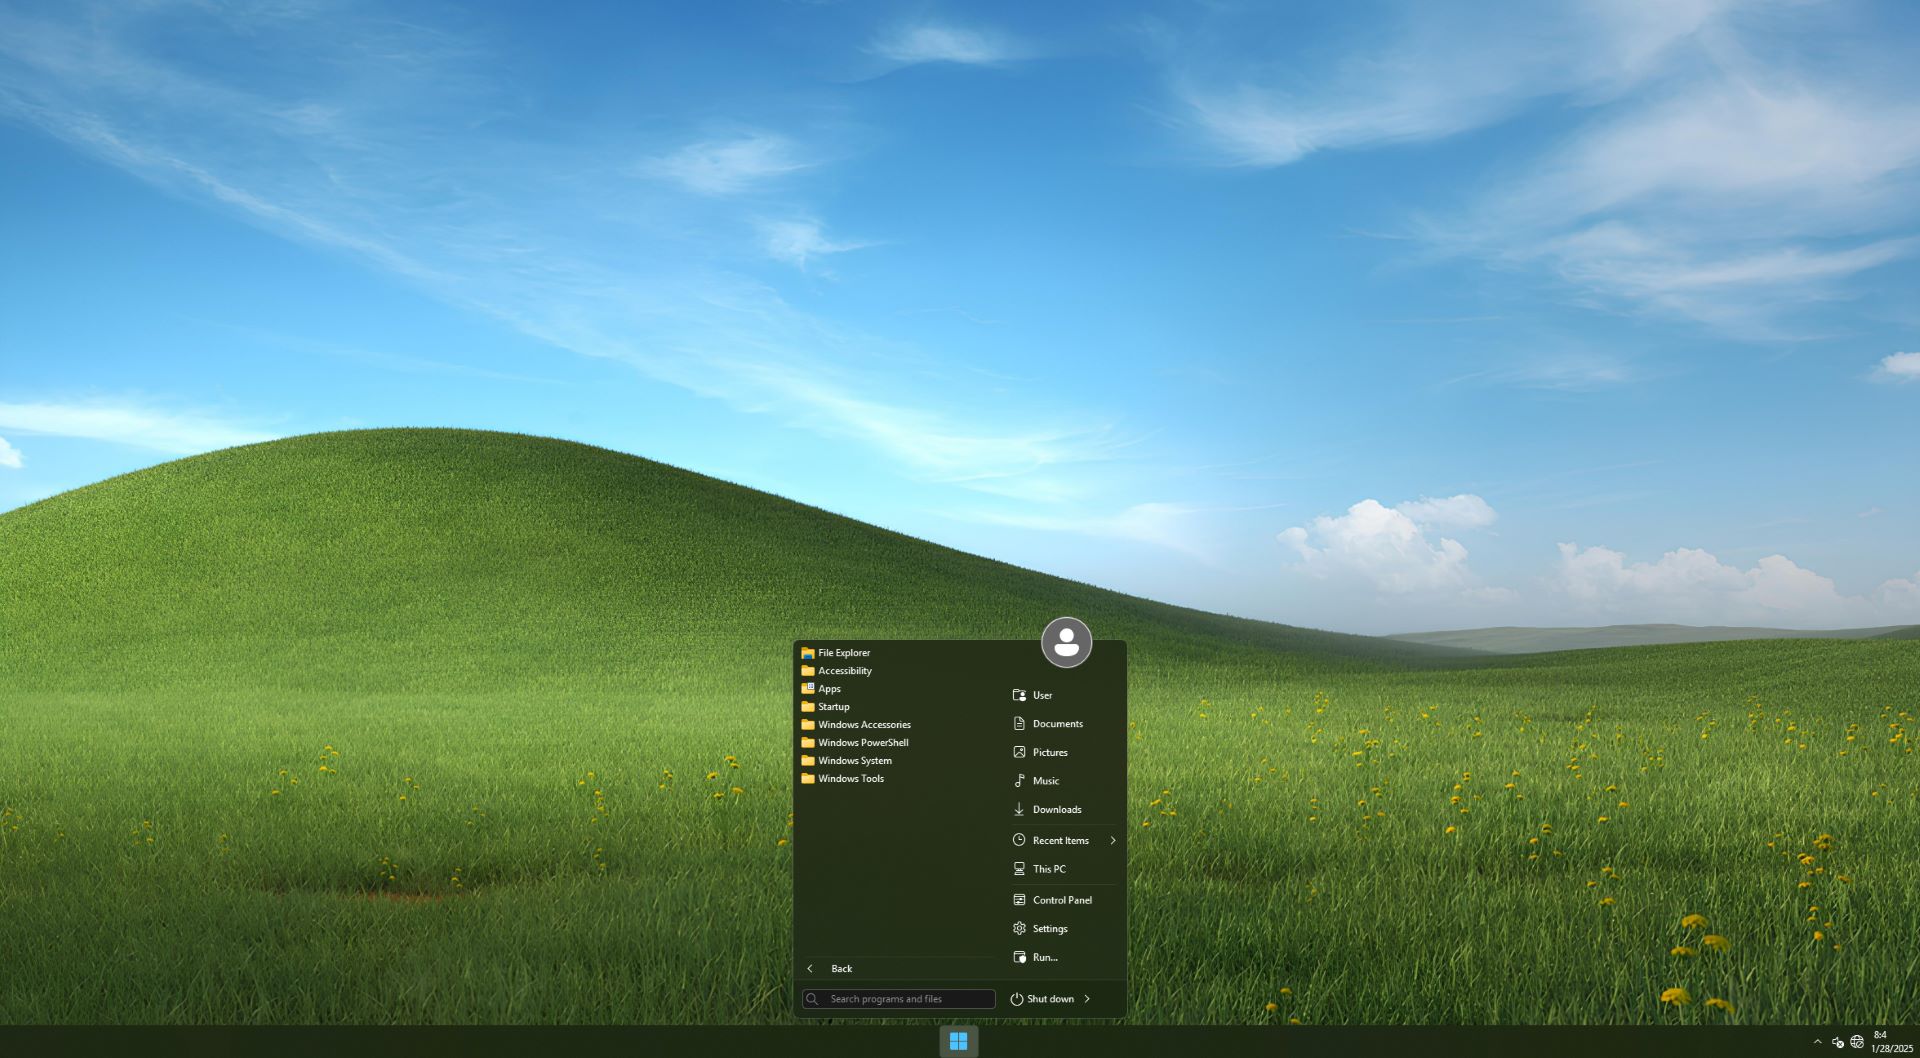 File Explorer
Accessibility
Apps
Startup
Windows Accessories
Windows PowerShell
Windows System
Windows Tools
Back
Search programs and files
User
Documents
Pictures
Music
Downloads
Recent Items
This PC
Control Panel
Settings
Run...
Shut down
8:4
1/28/2025